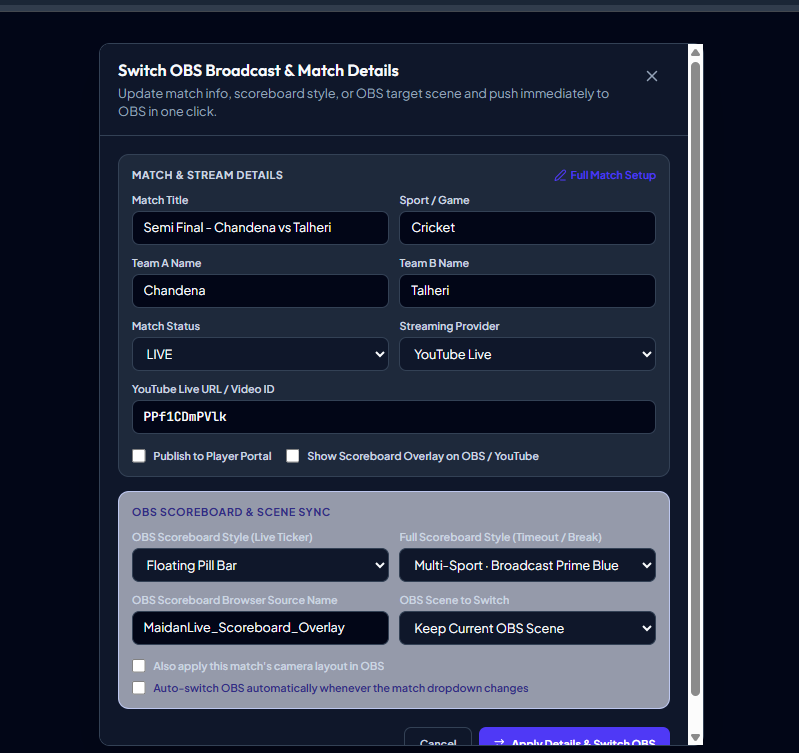 Switch OBS Broadcast & Match Details
Update match info, scoreboard style, or OBS target scene and push immediately to
OBS in one click.
MATCH & STREAM DETAILS
Full Match Setup
Match Title
Sport / Game
Semi Final - Chandena vs Talheri
Cricket
Team A Name
Team B Name
Chandena
Talheri
Match Status
Streaming Provider
LIVE
YouTube Live
YouTube Live URL / Video ID
PPf1CDmPVlk
Publish to Player Portal
Show Scoreboard Overlay on OBS / YouTube
OBS SCOREBOARD & SCENE SYNC
OBS Scoreboard Style (Live Ticker)
Full Scoreboard Style (Timeout / Break)
Floating Pill Bar
Multi-Sport · Broadcast Prime Blue
OBS Scoreboard Browser Source Name
OBS Scene to Switch
MaidanLive_Scoreboard_Overlay
Keep Current OBS Scene
Also apply this match's camera layout in OBS
Auto-switch OBS automatically whenever the match dropdown changes
Cancel
Apply Details & Switch OBS